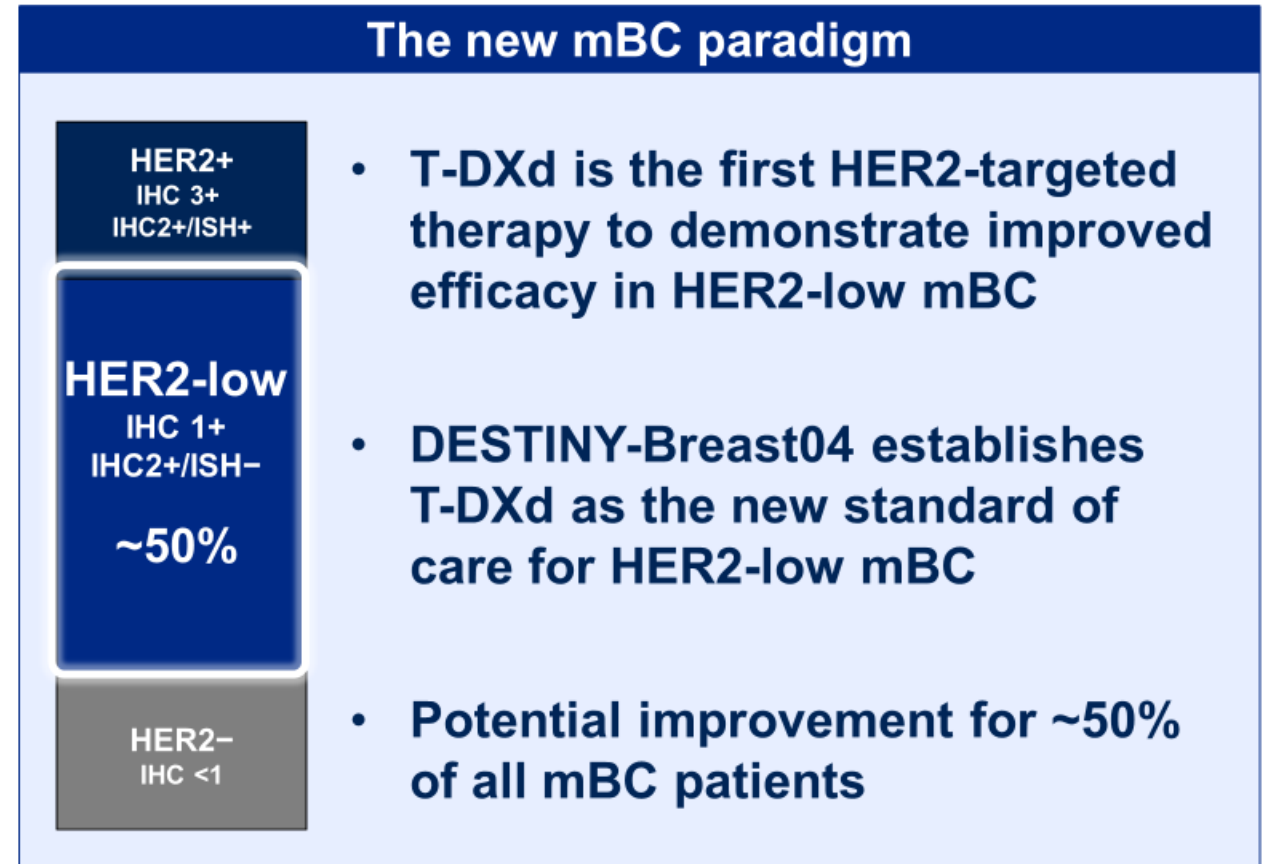 The new mBC paradigm
HER2+
IHC 3+
IHC2+/ISH+
HER2-low
IHC 1+
IHC2+/ISH−
~50%
HER2−
IHC <1
• T-DXd is the first HER2-targeted
therapy to demonstrate improved
efficacy in HER2-low mBC
• DESTINY-Breast04 establishes
T-DXd as the new standard of
care for HER2-low mBC
• Potential improvement for ~50%
of all mBC patients